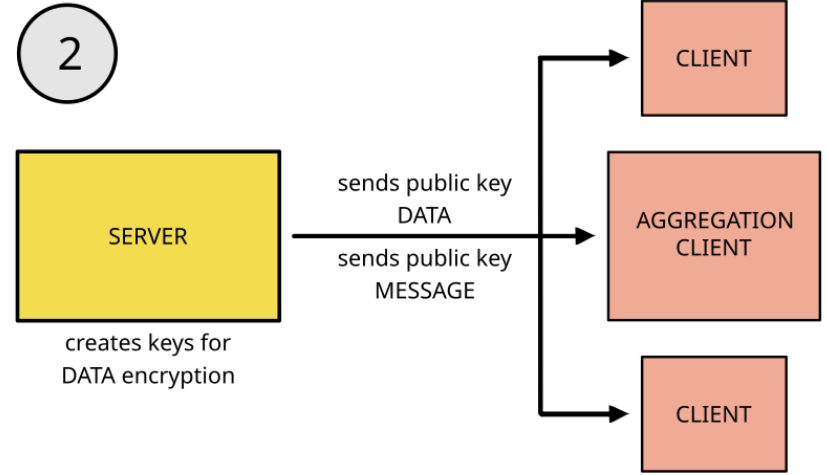 2
SERVER
creates keys for
DATA encryption
sends public key
DATA
sends public key
MESSAGE
CLIENT
AGGREGATION
CLIENT
CLIENT